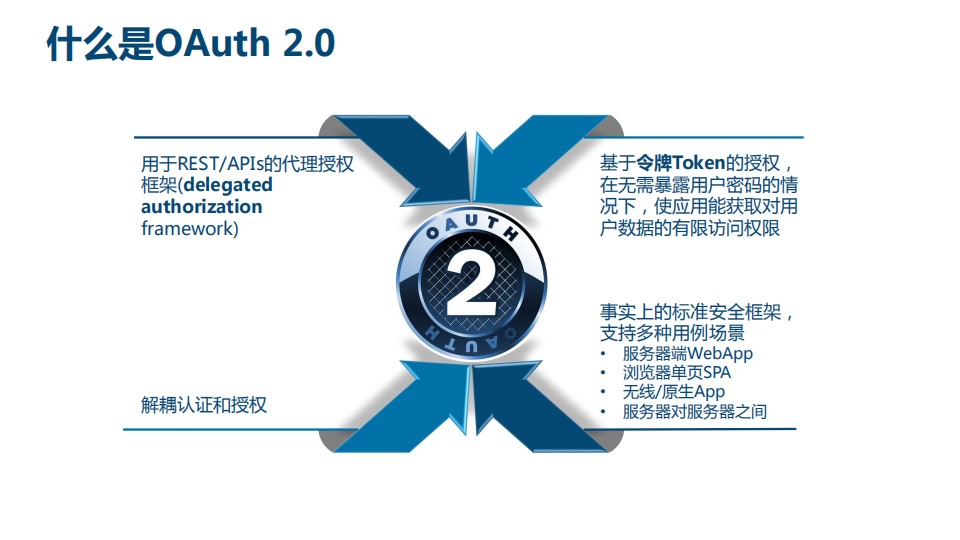 什么是OAuth 2.0
用于REST/APIs的代理授权
框架(delegated
authorization
framework)
基于令牌Token的授权，
在无需暴露用户密码的情
况下，使应用能获取对用
户数据的有限访问权限
OAUTH
2
OAUTH
解耦认证和授权
事实上的标准安全框架，
支持多种用例场景
• 服务器端WebApp
• 浏览器单页SPA
• 无线/原生App
• 服务器对服务器之间